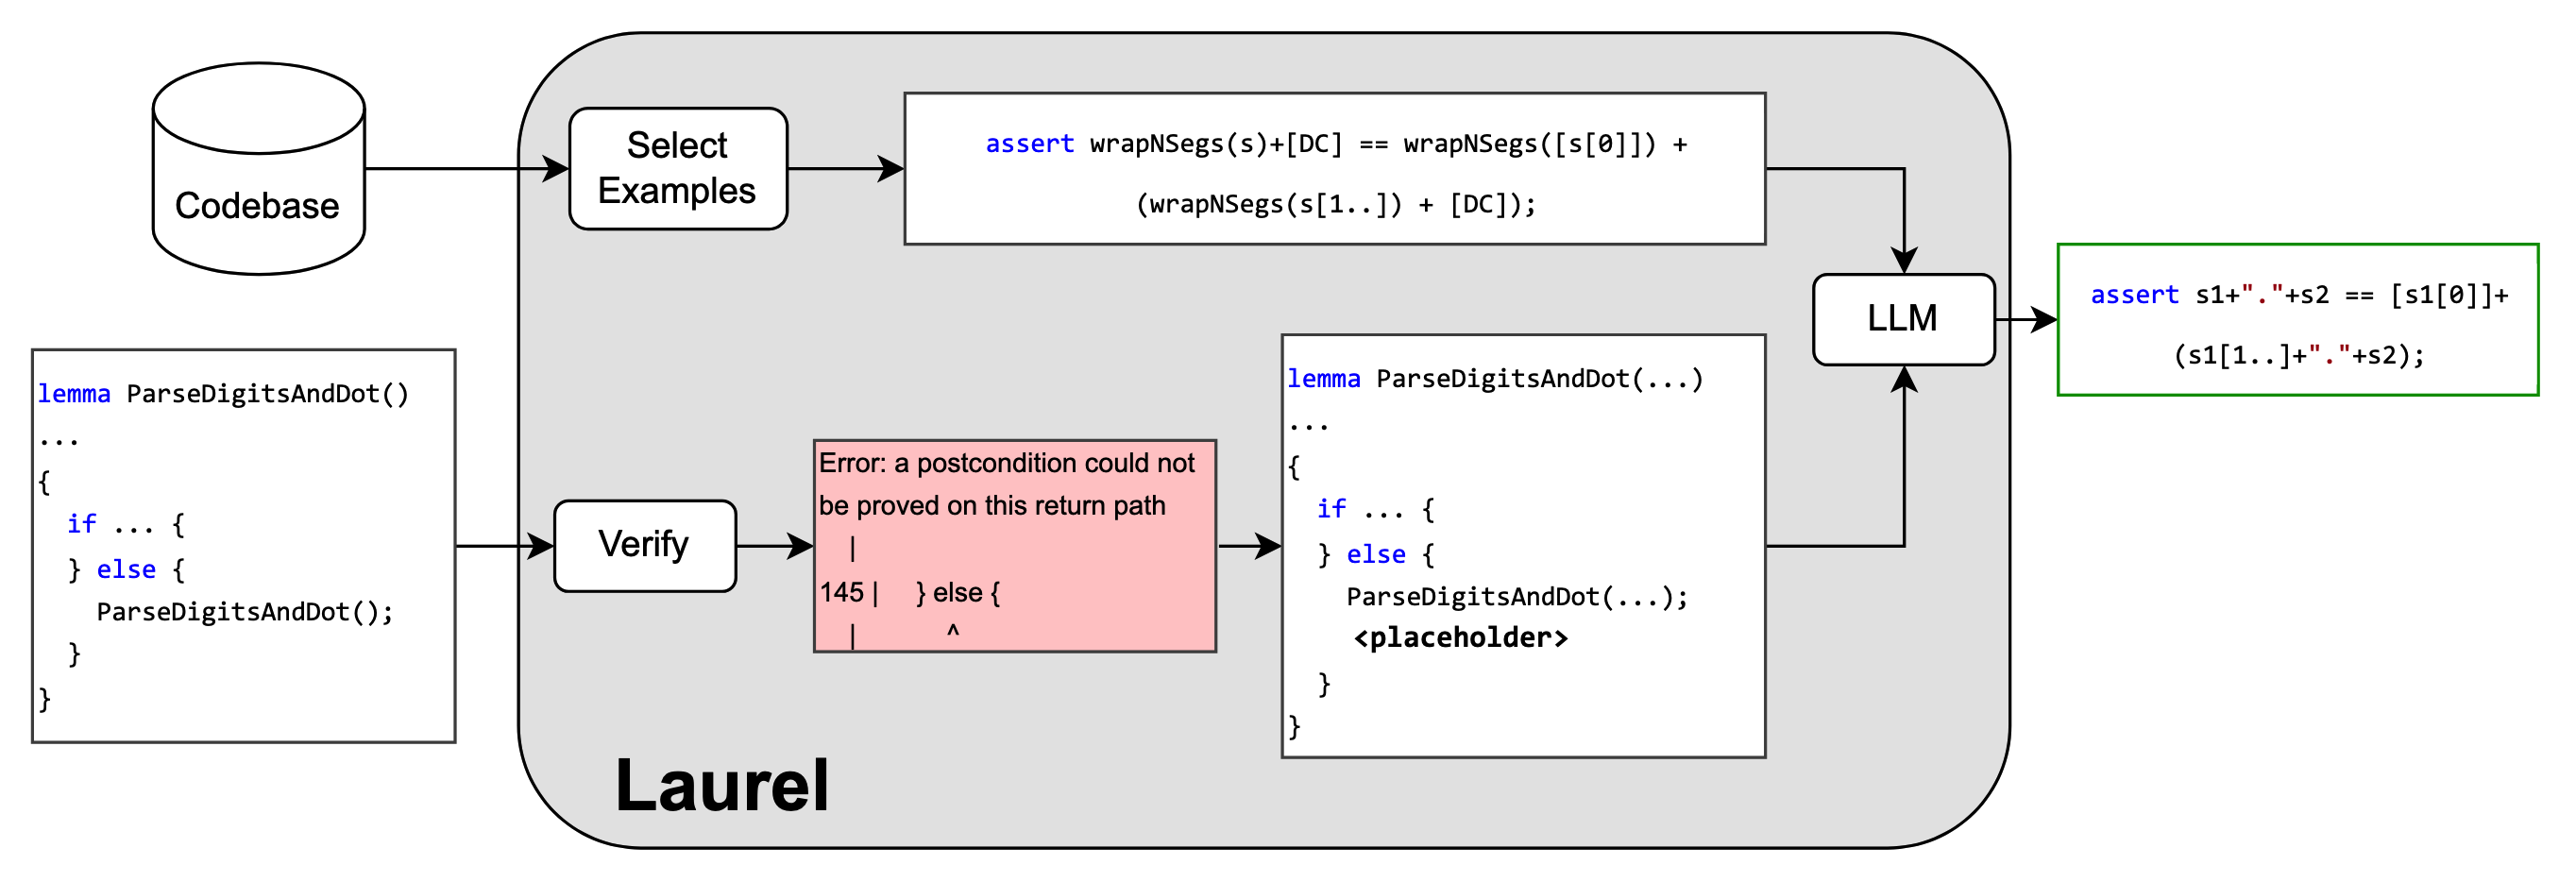 Codebase
Select
Examples
assert wrapNSegs(s)+[DC] == wrapNSegs([s[0]]) +
(wrapNSegs(s[1..]) + [DC]);
lemma ParseDigitsAndDot()
...
{
if ... {
} else {
ParseDigitsAndDot();
}
}
Verify
Error: a postcondition could not
be proved on this return path
|
145 | } else {
| ^
lemma ParseDigitsAndDot(...)
...
{
if ... {
} else {
ParseDigitsAndDot(...);
<placeholder>
}
}
LLM
assert s1+"."+s2 == [s1[0]]+
(s1[1..]+"."+s2);
Laurel